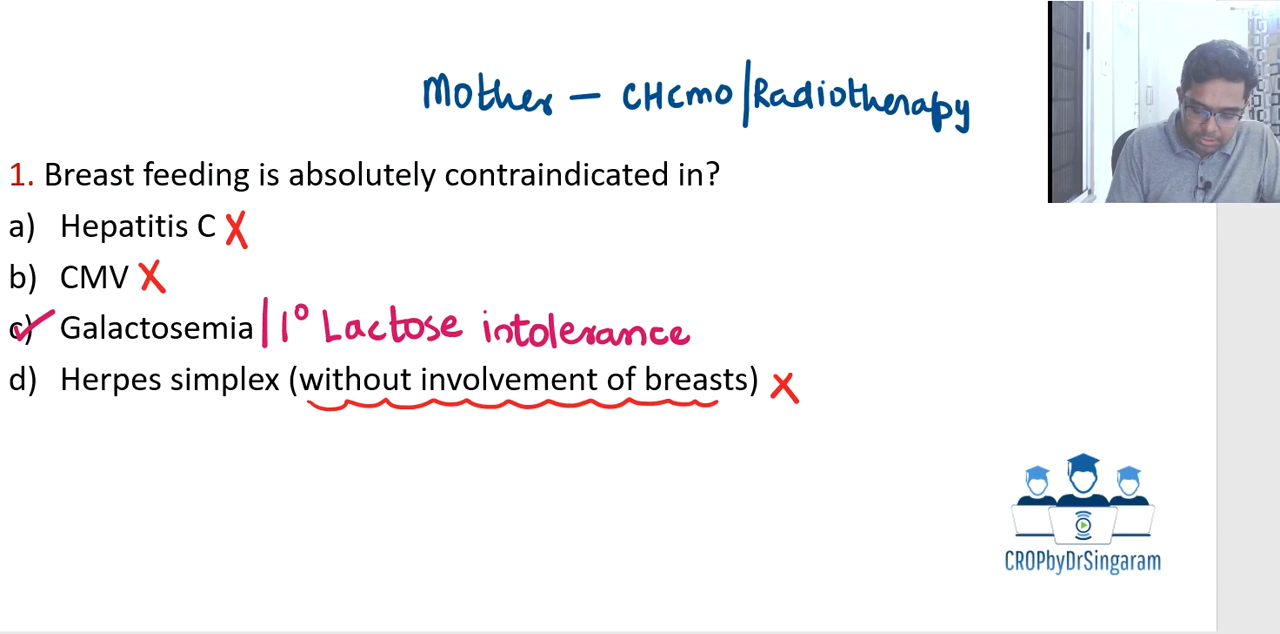 Mother – CHemo/Radiotherapy
1. Breast feeding is absolutely contraindicated in?
a) Hepatitis C X
b) CMV X
c) Galactosemia | 1° Lactose intolerance
d) Herpes simplex (without involvement of breasts) X
CROPbyDrSingaram